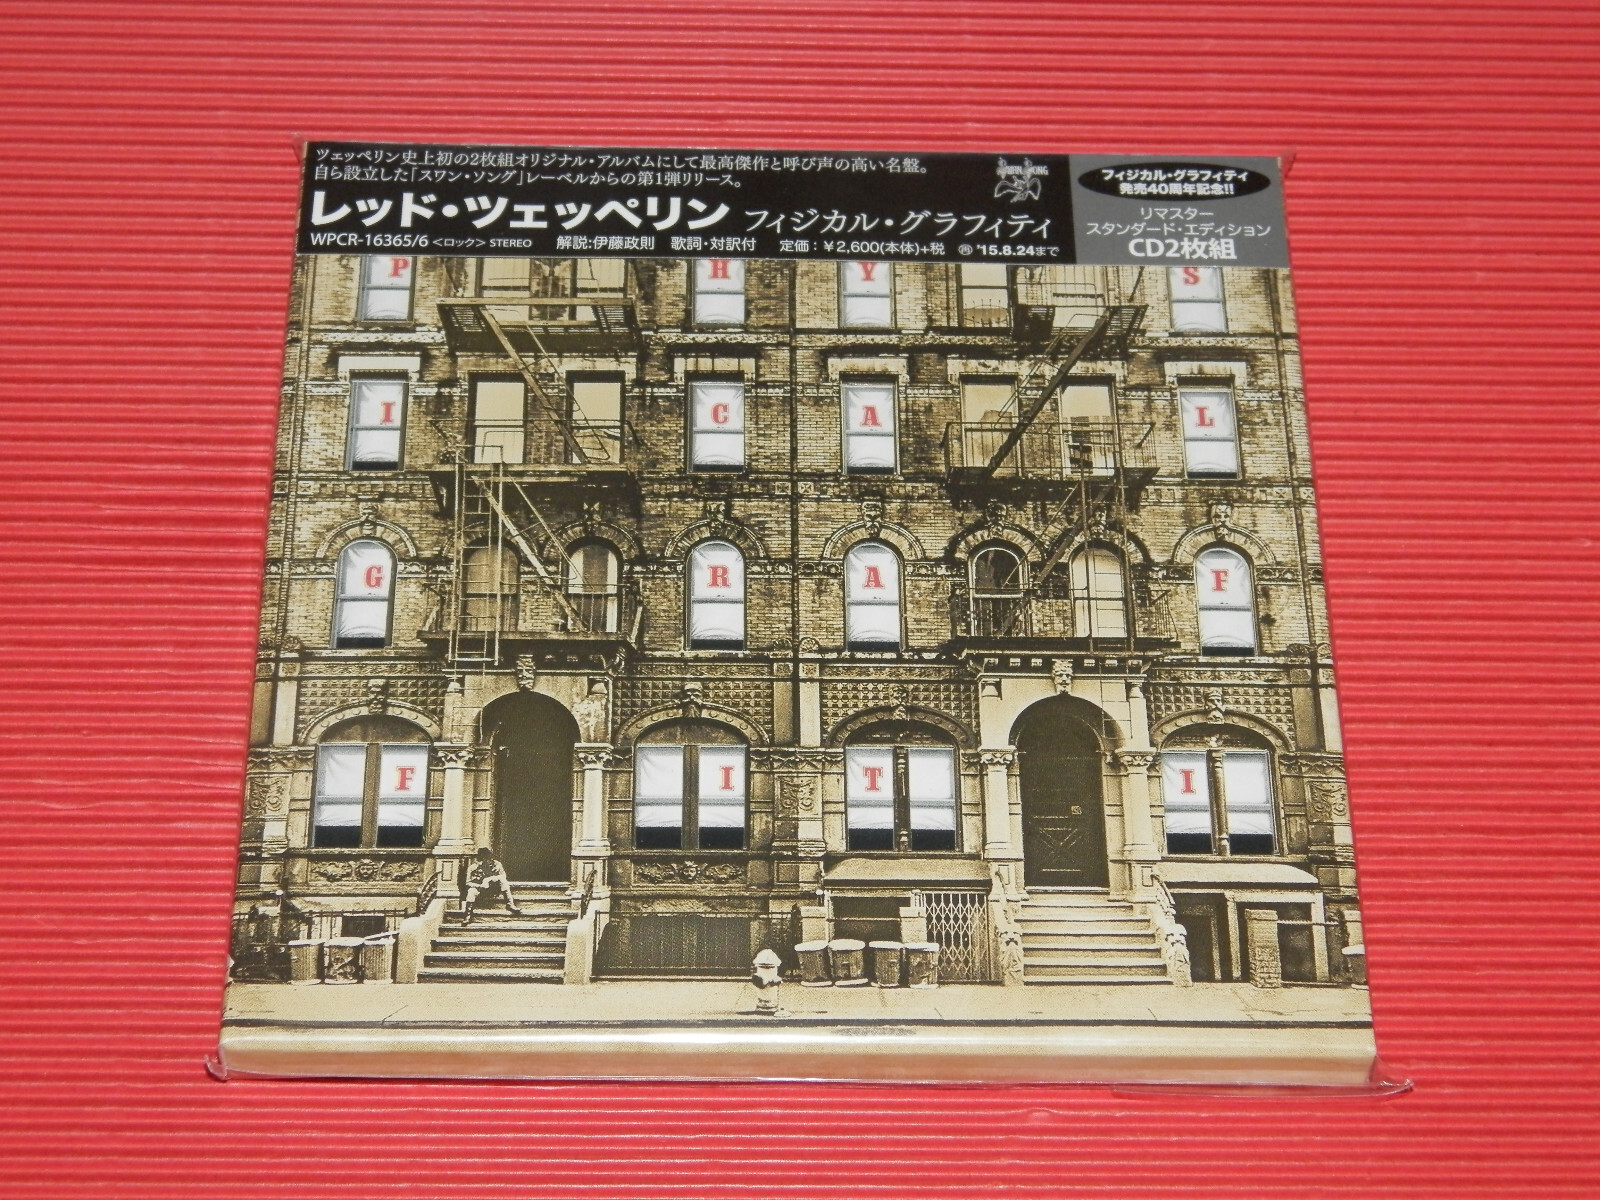 ツェッペリン史上初の2枚組オリジナル・アルバムにして最高傑作と呼び声の高い名盤。
自ら設立した「スワン・ソング」レーベルからの第1弾リリース。
レッド・ツェッペリン フィジカル・グラフィティ
WPCR-16365/6 <ロック> STEREO 解説:伊藤政則 歌詞・対訳付 定価:¥2,600(本体)+税 '15.8.24まで
SWAN SONG
フィジカル・グラフィティ
発売40周年記念!!
リマスター
スタンダード・エディション
CD2枚組
P H Y S
I C A L
G R A F
F I T I